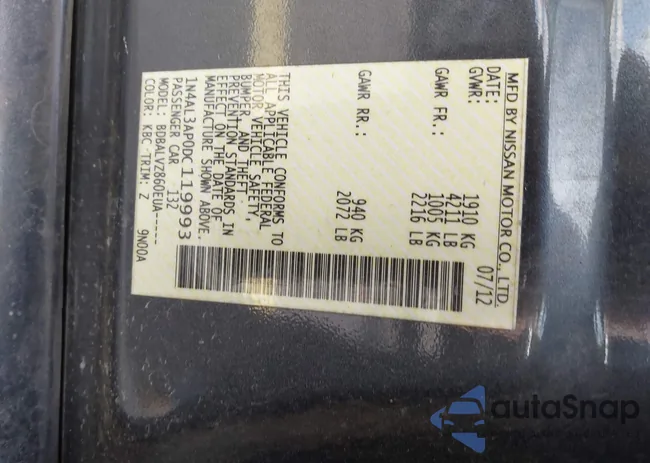 MFD BY NISSAN MOTOR CO., LTD.
DATE: 07/12
GVWR: 1910 KG
4211 LB
GAWR FR.: 1005 KG
2216 LB
GAWR RR.: 940 KG
2072 LB
THIS VEHICLE CONFORMS TO
ALL APPLICABLE FEDERAL
MOTOR VEHICLE SAFETY,
BUMPER, AND THEFT
PREVENTION STANDARDS IN
EFFECT ON THE DATE OF
MANUFACTURE SHOWN ABOVE.
1N4AL3AP0DC119993
PASSENGER CAR 132
MODEL: BDBALVZ860EUA-----
COLOR: KBC TRIM: Z 9N00A
autoSnap